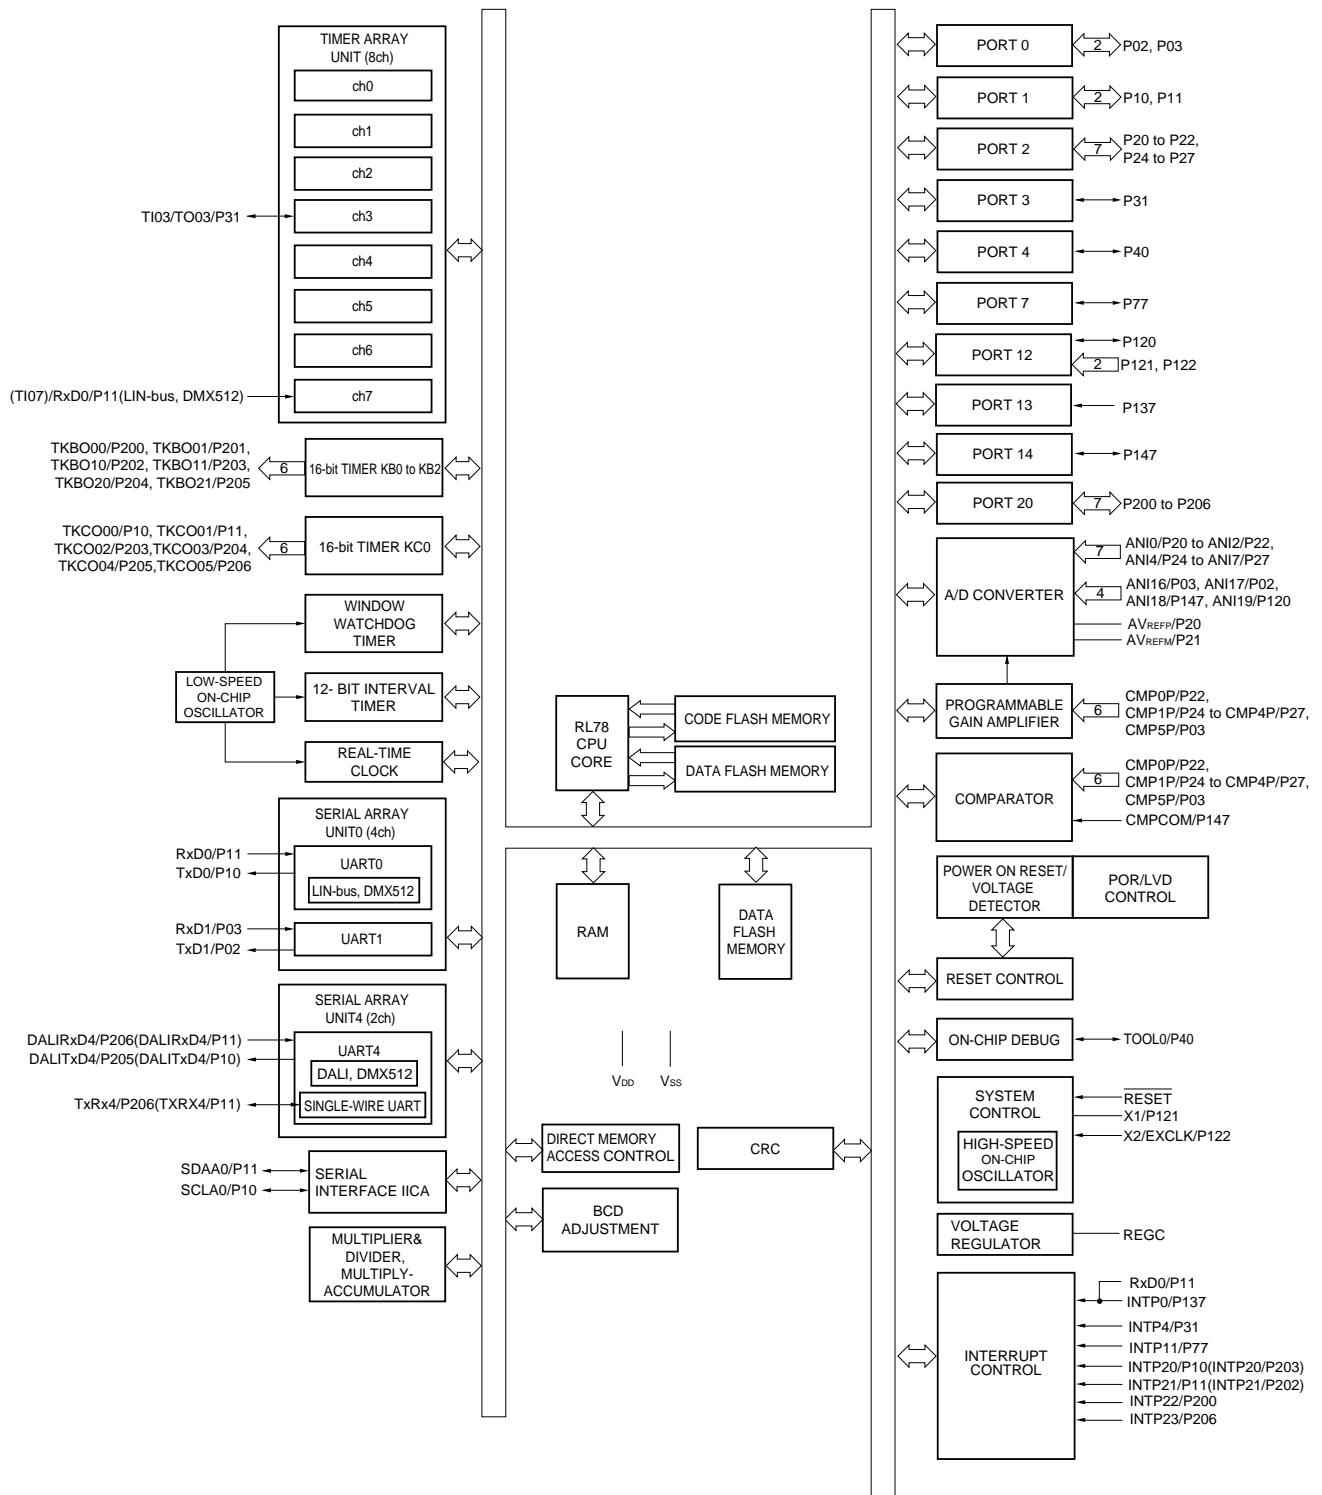 TIMER ARRAY
UNIT (8ch)
ch0
ch1
ch2
TI03/TO03/P31
ch3
ch4
ch5
ch6
(TI07)/RxD0/P11(LIN-bus, DMX512)
ch7
TKBO00/P200, TKBO01/P201,
TKBO10/P202, TKBO11/P203,
TKBO20/P204, TKBO21/P205
6
16-bit TIMER KB0 to KB2
TKCO00/P10, TKCO01/P11,
TKCO02/P203,TKCO03/P204,
TKCO04/P205,TKCO05/P206
6
16-bit TIMER KC0
WINDOW
WATCHDOG
TIMER
LOW-SPEED
ON-CHIP
OSCILLATOR
12- BIT INTERVAL
TIMER
REAL-TIME
CLOCK
SERIAL ARRAY
UNIT0 (4ch)
RxD0/P11
TxD0/P10
UART0
LIN-bus, DMX512
RxD1/P03
TxD1/P02
UART1
SERIAL ARRAY
UNIT4 (2ch)
DALIRxD4/P206(DALIRxD4/P11)
DALITxD4/P205(DALITxD4/P10)
UART4
DALI, DMX512
TxRx4/P206(TXRX4/P11)
SINGLE-WIRE UART
SDAA0/P11
SCLA0/P10
SERIAL
INTERFACE IICA
MULTIPLIER&
DIVIDER,
MULTIPLY-
ACCUMULATOR
RL78
CPU
CORE
CODE FLASH MEMORY
DATA FLASH MEMORY
RAM
DATA
FLASH
MEMORY
VDD
VSS
DIRECT MEMORY
ACCESS CONTROL
CRC
BCD
ADJUSTMENT
PORT 0
2
P02, P03
PORT 1
2
P10, P11
PORT 2
7
P20 to P22,
P24 to P27
PORT 3
P31
PORT 4
P40
PORT 7
P77
PORT 12
P120
2
P121, P122
PORT 13
P137
PORT 14
P147
PORT 20
7
P200 to P206
A/D CONVERTER
7
ANI0/P20 to ANI2/P22,
ANI4/P24 to ANI7/P27
4
ANI16/P03, ANI17/P02,
ANI18/P147, ANI19/P120
AVREFP/P20
AVREFM/P21
PROGRAMMABLE
GAIN AMPLIFIER
6
CMP0P/P22,
CMP1P/P24 to CMP4P/P27,
CMP5P/P03
COMPARATOR
6
CMP0P/P22,
CMP1P/P24 to CMP4P/P27,
CMP5P/P03
CMPCOM/P147
POWER ON RESET/
VOLTAGE
DETECTOR
POR/LVD
CONTROL
RESET CONTROL
ON-CHIP DEBUG
TOOL0/P40
SYSTEM
CONTROL
RESET
X1/P121
X2/EXCLK/P122
HIGH-SPEED
ON-CHIP
OSCILLATOR
VOLTAGE
REGULATOR
REGC
INTERRUPT
CONTROL
RxD0/P11
INTP0/P137
INTP4/P31
INTP11/P77
INTP20/P10(INTP20/P203)
INTP21/P11(INTP21/P202)
INTP22/P200
INTP23/P206